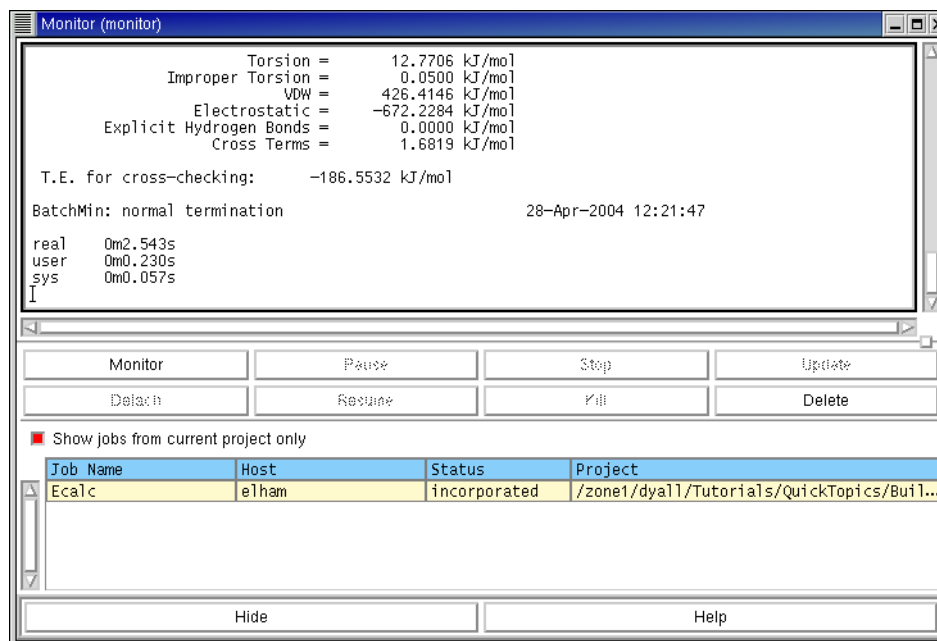 Monitor (monitor)
Torsion = 12.7706 kJ/mol
Improper Torsion = 0.0500 kJ/mol
VDW = 426.4146 kJ/mol
Electrostatic = -672.2284 kJ/mol
Explicit Hydrogen Bonds = 0.0000 kJ/mol
Cross Terms = 1.6819 kJ/mol
T.E. for cross-checking: -186.5532 kJ/mol
BatchMin: normal termination 28-Apr-2004 12:21:47
real 0m2.543s
user 0m0.230s
sys 0m0.057s
Monitor Pause Stop Update
Detach Resume Kill Delete
Show jobs from current project only
Job Name Host Status Project
Ecalc elham incorporated /zone1/dyall/Tutorials/QuickTopics/Buil..
Hide Help